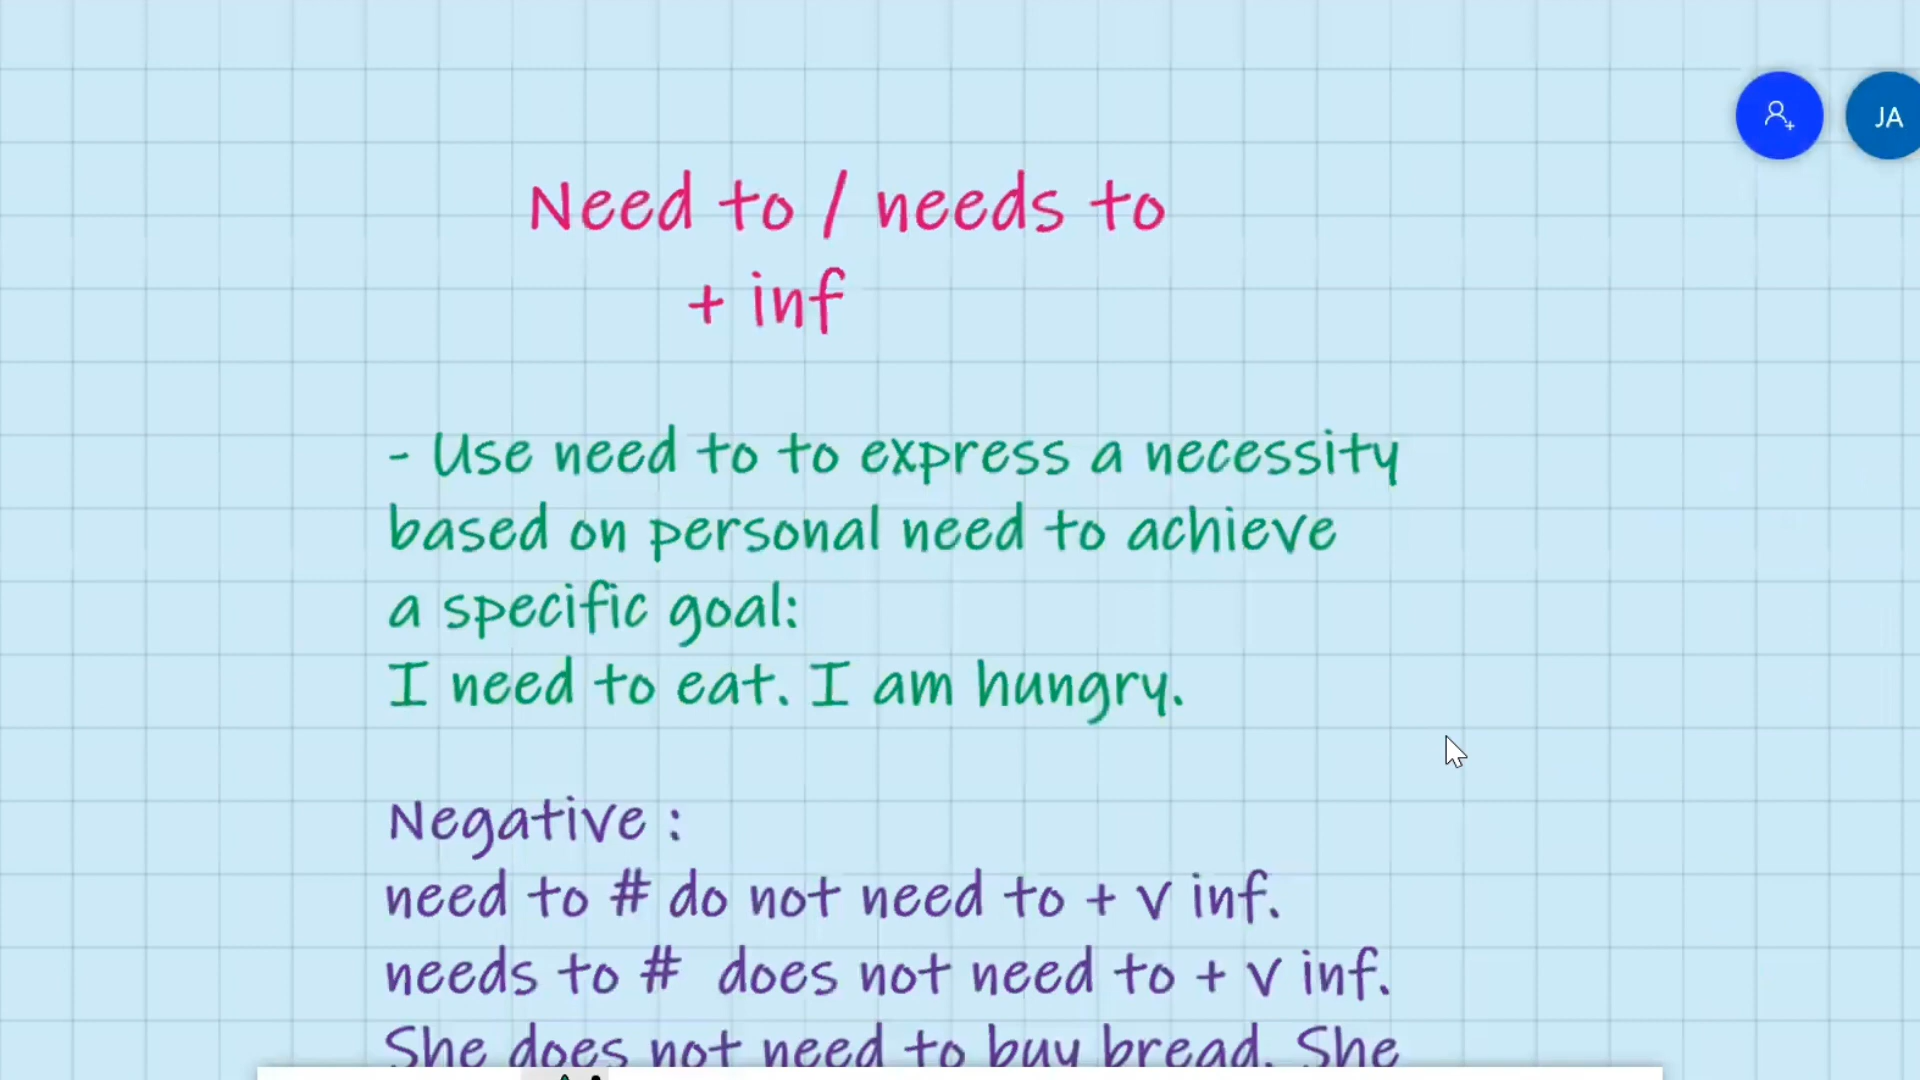 JA
Need to / needs to
+ inf
- Use need to to express a necessity
based on personal need to achieve
a specific goal:
I need to eat. I am hungry.
Negative :
need to # do not need to + v inf.
needs to # does not need to + v inf.
She does not need to buy bread. She